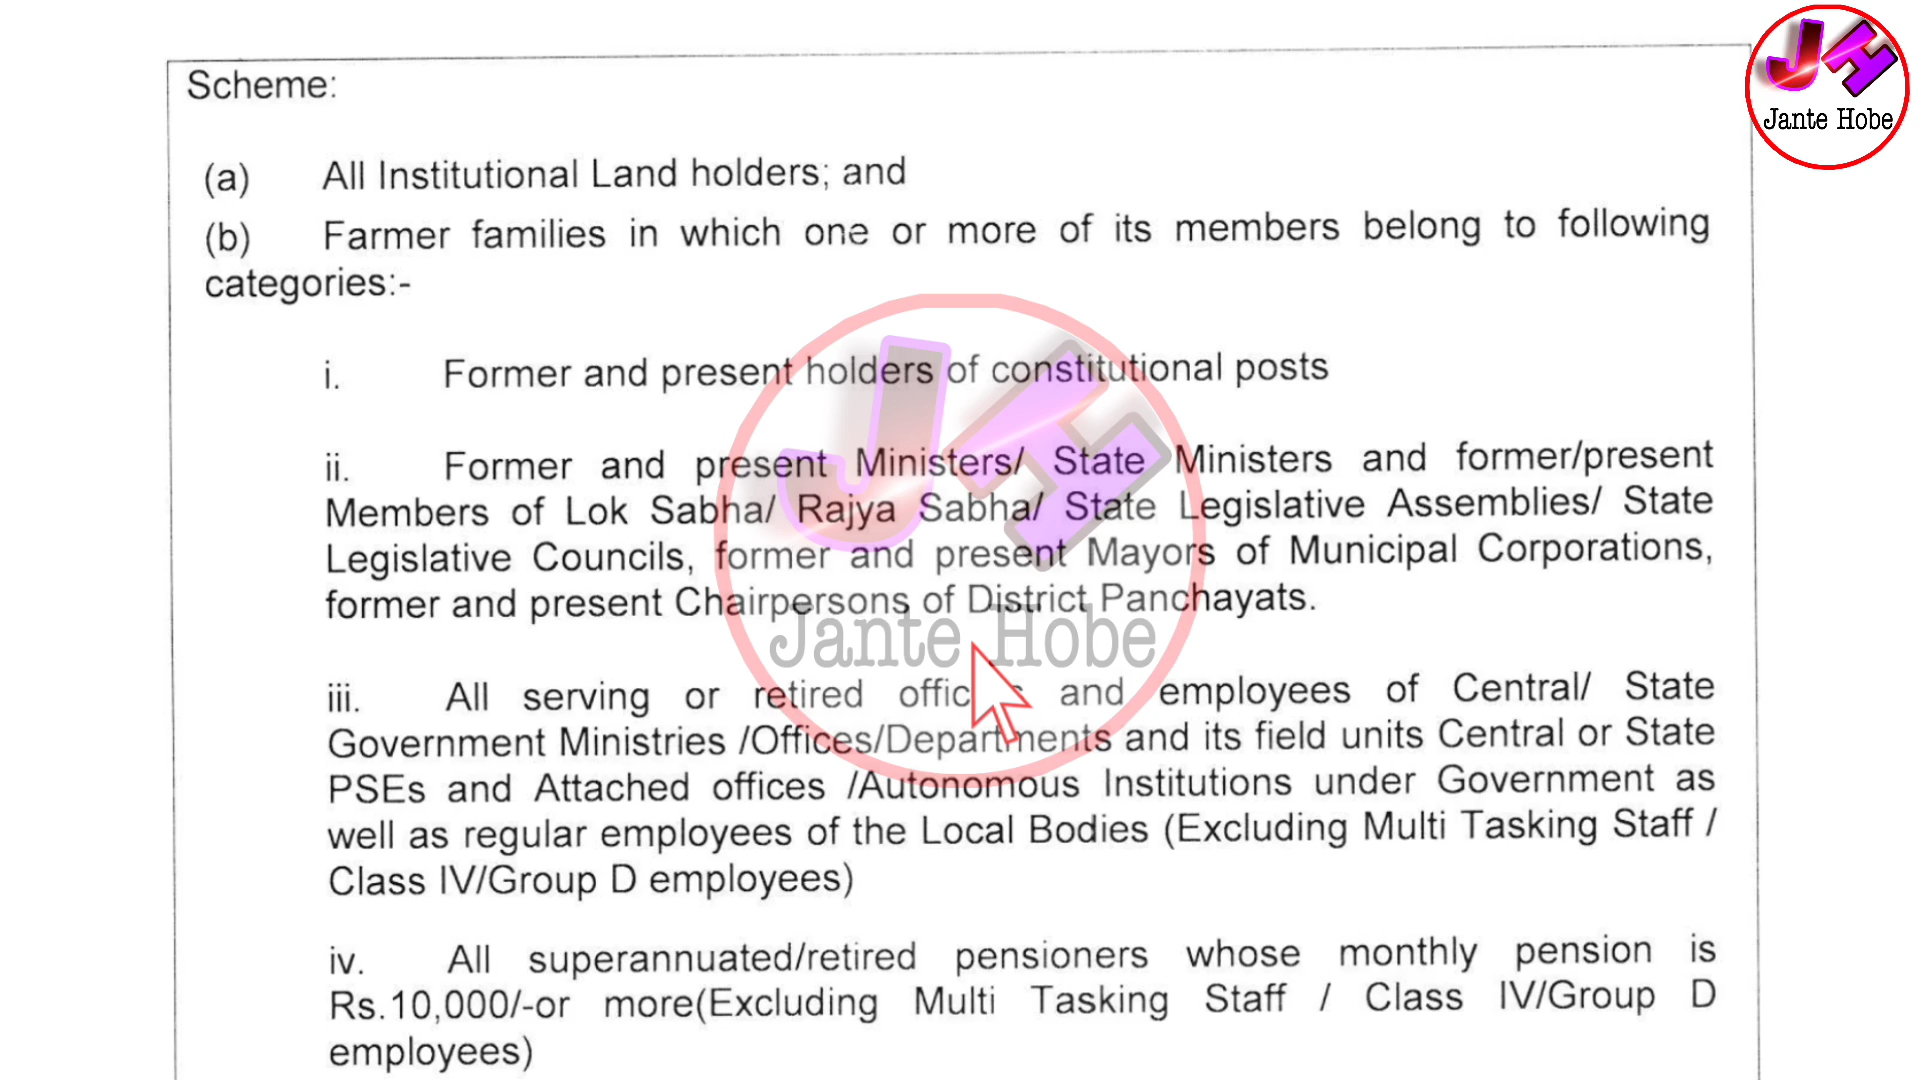 Scheme:
Jante Hobe
(a) All Institutional Land holders; and
(b) Farmer families in which one or more of its members belong to following
categories:-
i. Former and present holders of constitutional posts
ii. Former and present Ministers/ State Ministers and former/present
Members of Lok Sabha/ Rajya Sabha/ State Legislative Assemblies/ State
Legislative Councils, former and present Mayors of Municipal Corporations,
former and present Chairpersons of District Panchayats.
Jante Hobe
iii. All serving or retired and employees of Central/ State
Government Ministries /Offices/Departments and its field units Central or State
PSEs and Attached offices /Autonomous Institutions under Government as
well as regular employees of the Local Bodies (Excluding Multi Tasking Staff /
Class IV/Group D employees)
iv. All superannuated/retired pensioners whose monthly pension is
Rs.10,000/-or more(Excluding Multi Tasking Staff / Class IV/Group D
employees)